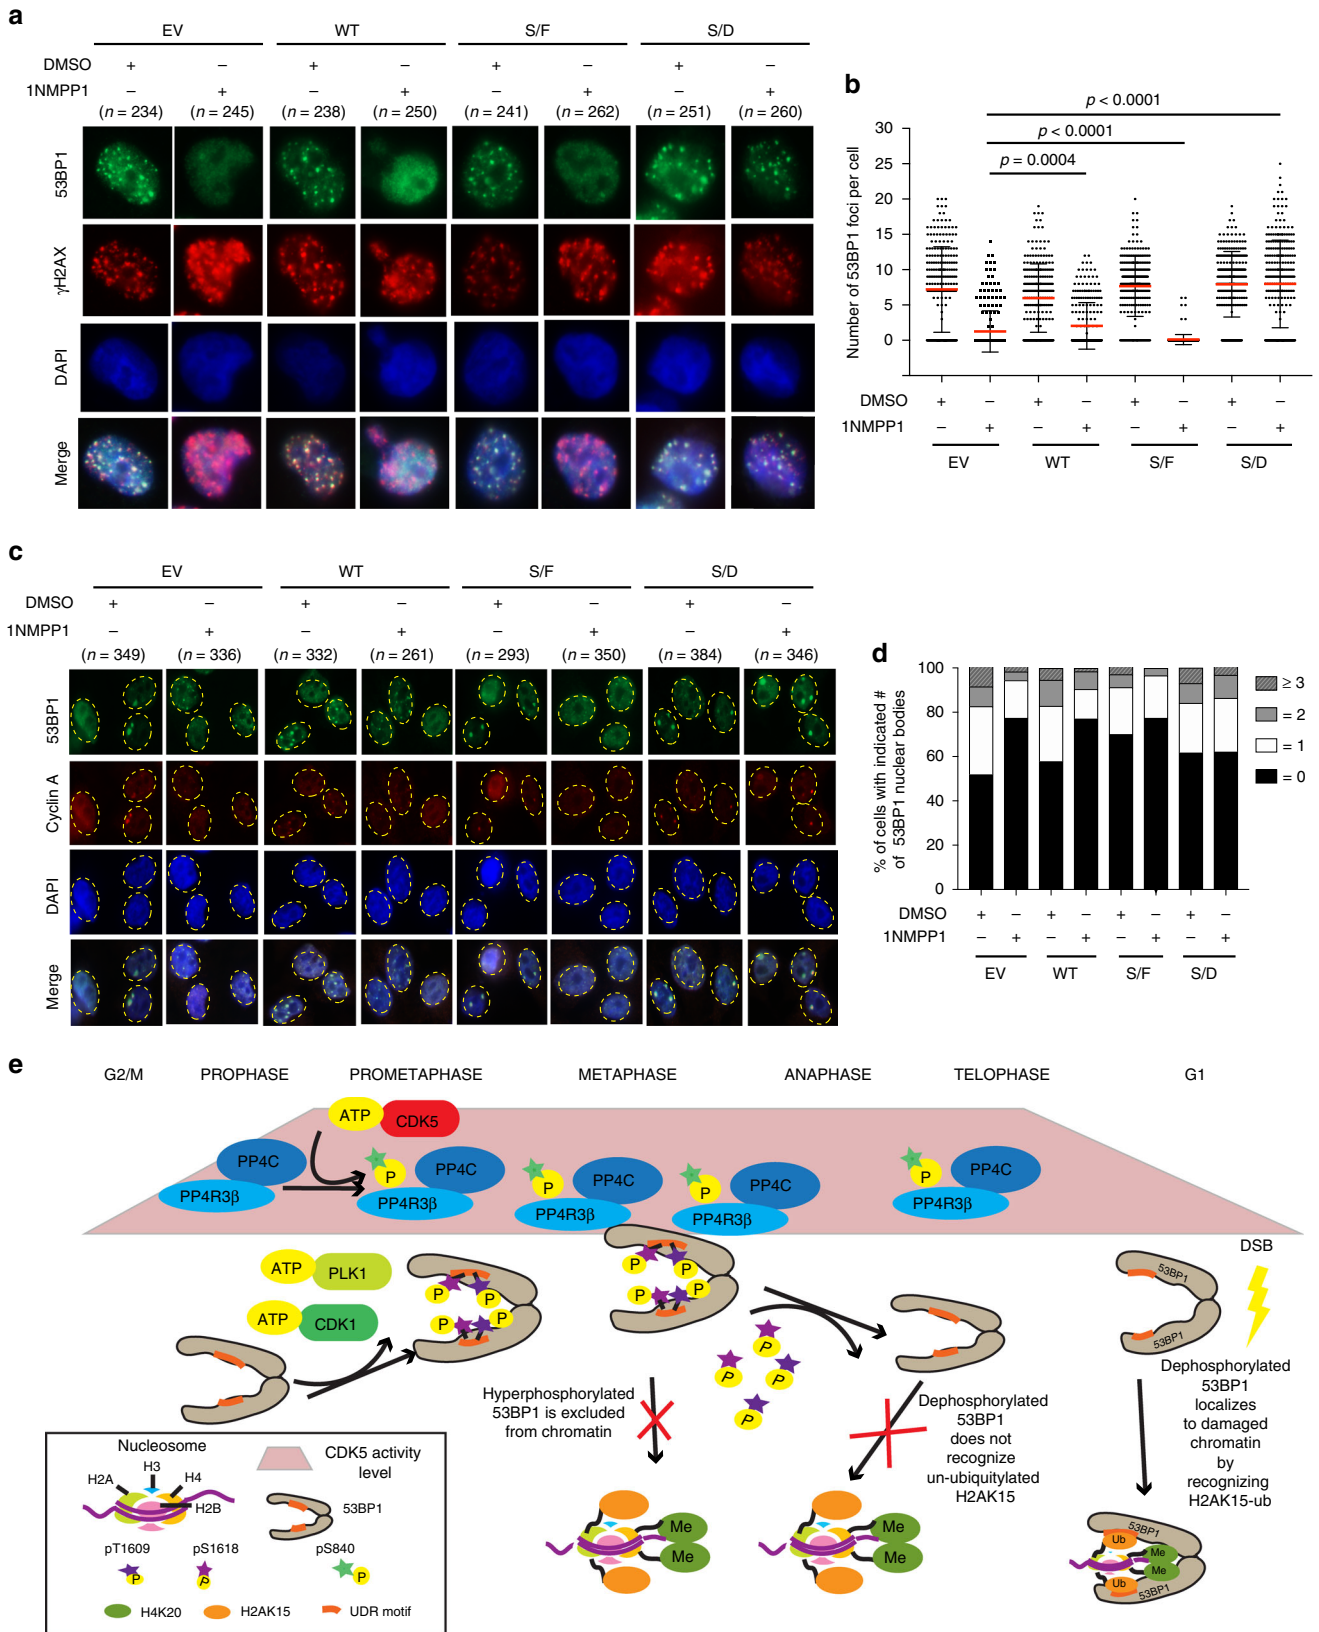 a
EV WT S/F S/D
DMSO + – + – + – + –
1NMPP1 – + – + – + – +
(n = 234) (n = 245) (n = 238) (n = 250) (n = 241) (n = 262) (n = 251) (n = 260)
53BP1
γH2AX
DAPI
Merge
b
p < 0.0001
p < 0.0001
p = 0.0004
Number of 53BP1 foci per cell
30
25
20
15
10
5
0
DMSO + – + – + – + –
1NMPP1 – + – + – + – +
EV WT S/F S/D
c
EV WT S/F S/D
DMSO + – + – + – + –
1NMPP1 – + – + – + – +
(n = 349) (n = 336) (n = 332) (n = 261) (n = 293) (n = 350) (n = 384) (n = 346)
53BP1
Cyclin A
DAPI
Merge
d
% of cells with indicated #
of 53BP1 nuclear bodies
100
80
60
40
20
0
≥ 3
= 2
= 1
= 0
DMSO + – + – + – + –
1NMPP1 – + – + – + – +
EV WT S/F S/D
e
G2/M PROPHASE PROMETAPHASE METAPHASE ANAPHASE TELOPHASE G1
ATP CDK5
PP4C P PP4C P PP4C P PP4C P PP4C
PP4R3β PP4R3β PP4R3β PP4R3β PP4R3β
ATP PLK1
ATP CDK1
P P P P
P P P P
P P P P
DSB
53BP1
53BP1
Hyperphosphorylated
53BP1 is excluded
from chromatin
Dephosphorylated
53BP1
does not
recognize
un-ubiquitylated
H2AK15
Dephosphorylated
53BP1
localizes
to damaged
chromatin
by
recognizing
H2AK15-ub
Me
Me
Me
Me
53BP1
Ub Me
Me
Ub
53BP1
Nucleosome
H3
H2A H4
H2B
CDK5 activity
level
53BP1
pT1609 pS1618 pS840
P P P
H4K20 H2AK15 UDR motif